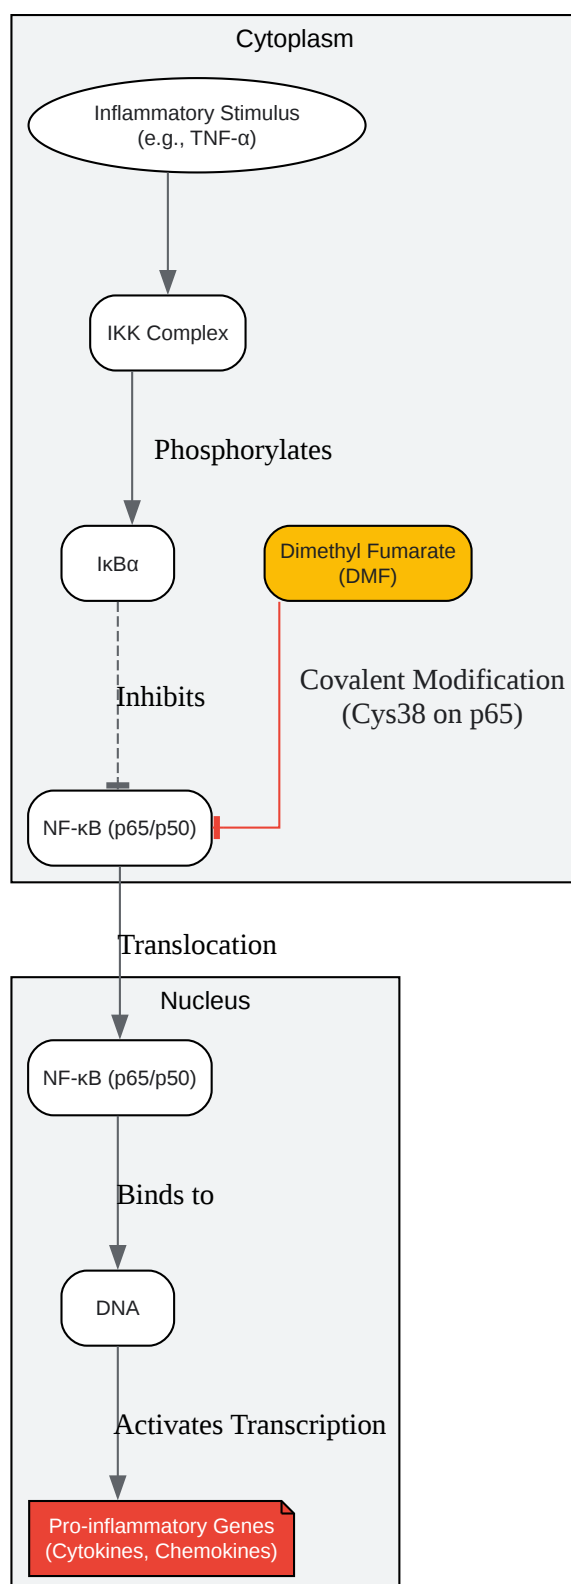 Cytoplasm
Inflammatory Stimulus
(e.g., TNF-α)
IKK Complex
Phosphorylates
IκBα
Dimethyl Fumarate
(DMF)
Inhibits
Covalent Modification
(Cys38 on p65)
NF-κB (p65/p50)
Translocation
Nucleus
NF-κB (p65/p50)
Binds to
DNA
Activates Transcription
Pro-inflammatory Genes
(Cytokines, Chemokines)